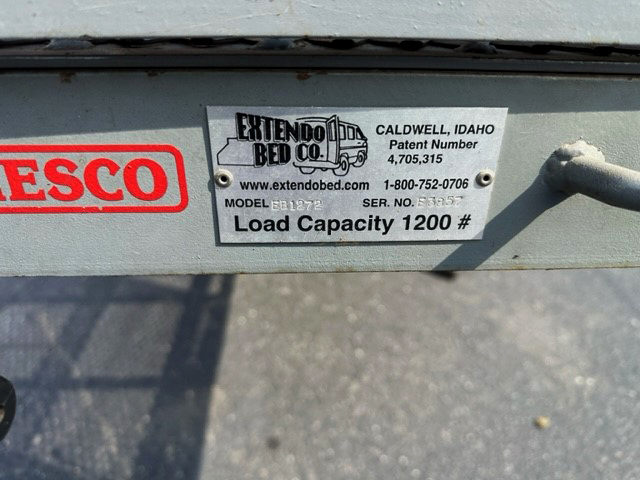 EXTENDO
BED CO.
CALDWELL, IDAHO
Patent Number
4,705,315
www.extendobed.com 1-800-752-0706
MODEL EB1272 SER. NO.
Load Capacity 1200 #
ESCO